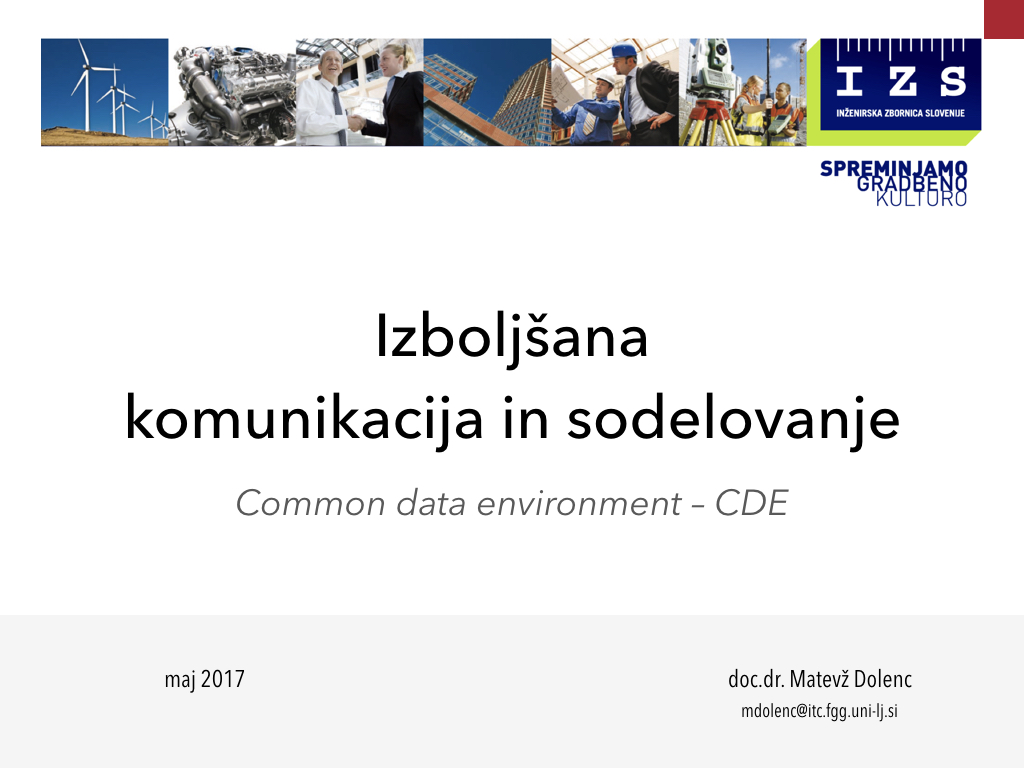 I Z S
INŽENIRSKA ZBORNICA SLOVENIJE
SPREMINJAMO
GRADBENO
KULTURO
Izboljšana
komunikacija in sodelovanje
Common data environment – CDE
maj 2017
doc.dr. Matevž Dolenc
mdolenc@itc.fgg.uni-lj.si